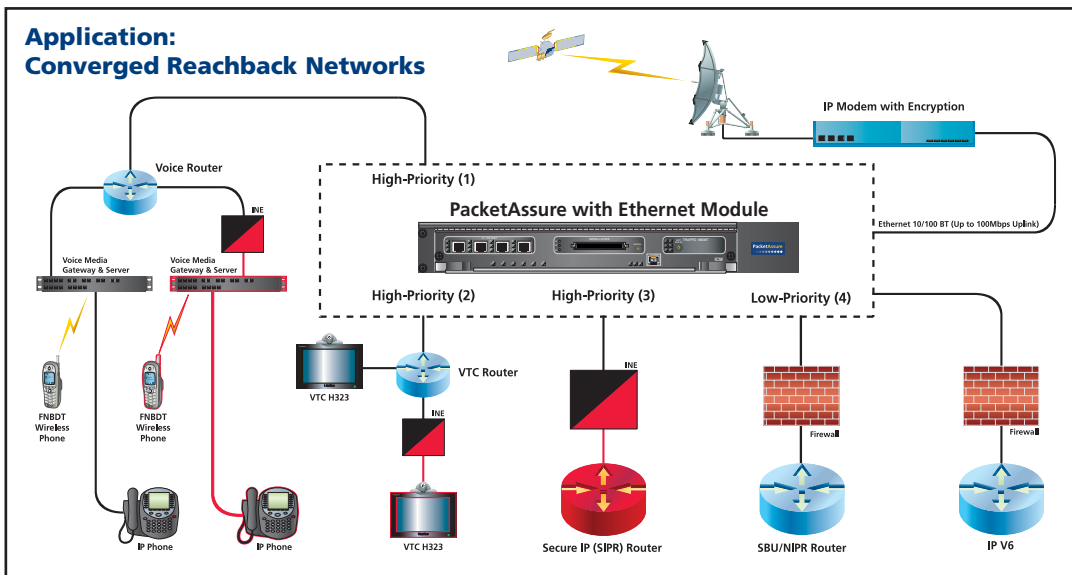 Application:
Converged Reachback Networks
IP Modem with Encryption
Voice Router
High-Priority (1)
INE
PacketAssure with Ethernet Module
Ethernet 10/100 BT (Up to 100Mbps Uplink)
PacketAssure
Voice Media
Gateway & Server
Voice Media
Gateway & Server
High-Priority (2)
High-Priority (3)
Low-Priority (4)
VTC Router
VTC H323
INE
INE
FNBDT
Wireless
Phone
FNBDT
Wireless
Phone
Firewall
Firewall
IP Phone
IP Phone
VTC H323
Secure IP (SIPR) Router
SBU/NIPR Router
IP V6